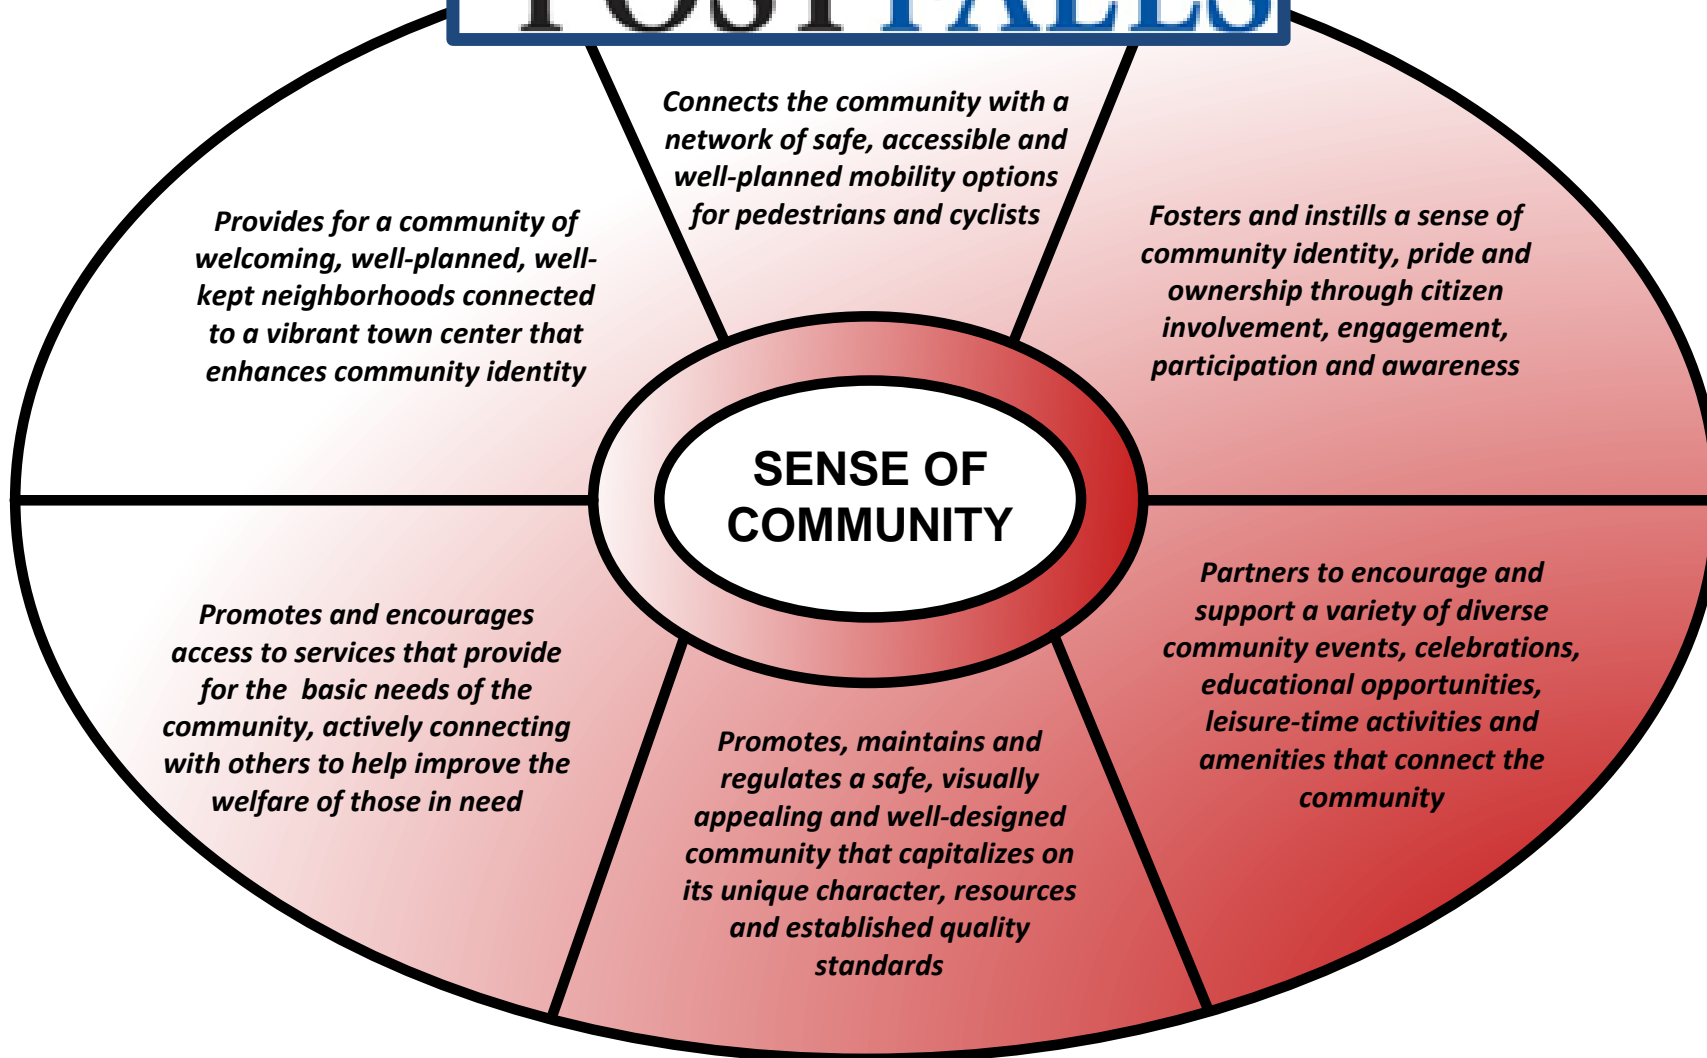 POST FALLS
Connects the community with a
network of safe, accessible and
well-planned mobility options
for pedestrians and cyclists
Provides for a community of
welcoming, well-planned, well-
kept neighborhoods connected
to a vibrant town center that
enhances community identity
Fosters and instills a sense of
community identity, pride and
ownership through citizen
involvement, engagement,
participation and awareness
SENSE OF
COMMUNITY
Promotes and encourages
access to services that provide
for the  basic needs of the
community, actively connecting
with others to help improve the
welfare of those in need
Promotes, maintains and
regulates a safe, visually
appealing and well-designed
community that capitalizes on
its unique character, resources
and established quality
standards
Partners to encourage and
support a variety of diverse
community events, celebrations,
educational opportunities,
leisure-time activities and
amenities that connect the
community